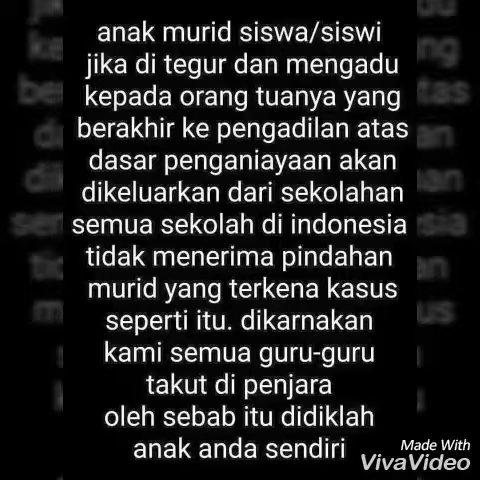 anak murid siswa/siswi
jika di tegur dan mengadu
kepada orang tuanya yang
berakhir ke pengadilan atas
dasar penganiayaan akan
dikeluarkan dari sekolahan
semua sekolah di indonesia
tidak menerima pindahan
murid yang terkena kasus
seperti itu. dikarnakan
kami semua guru-guru
takut di penjara
oleh sebab itu didiklah
anak anda sendiri
Made With
VivaVideo